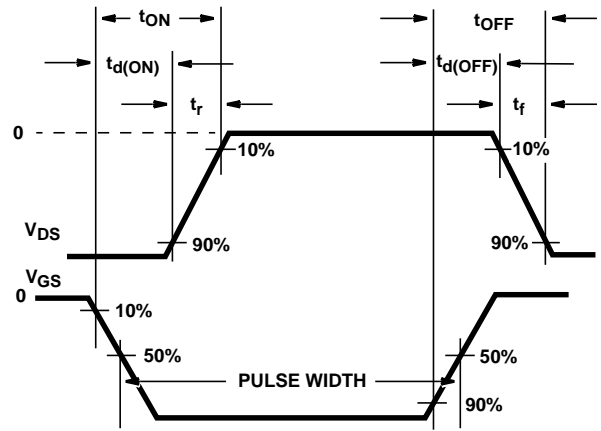 tON
tOFF
td(ON)
td(OFF)
tr
tf
0
10%
10%
VDS
90%
90%
VGS
0
10%
50%
50%
PULSE WIDTH
90%